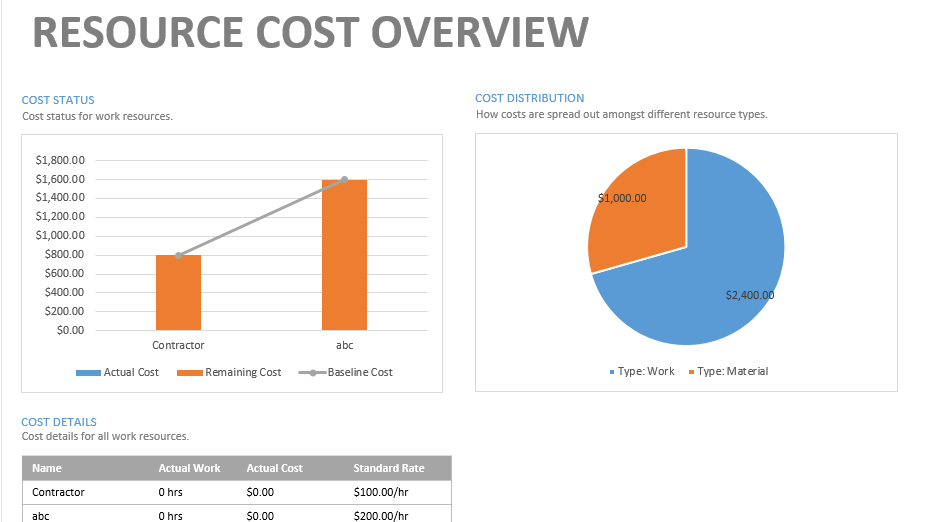 RESOURCE COST OVERVIEW
COST STATUS
Cost status for work resources.
$1,800.00
$1,600.00
$1,400.00
$1,200.00
$1,000.00
$800.00
$600.00
$400.00
$200.00
$0.00
Contractor abc
Actual Cost Remaining Cost Baseline Cost
COST DISTRIBUTION
How costs are spread out amongst different resource types.
$1,000.00
$2,400.00
Type: Work Type: Material
COST DETAILS
Cost details for all work resources.
Name Actual Work Actual Cost Standard Rate
Contractor 0 hrs $0.00 $100.00/hr
abc 0 hrs $0.00 $200.00/hr